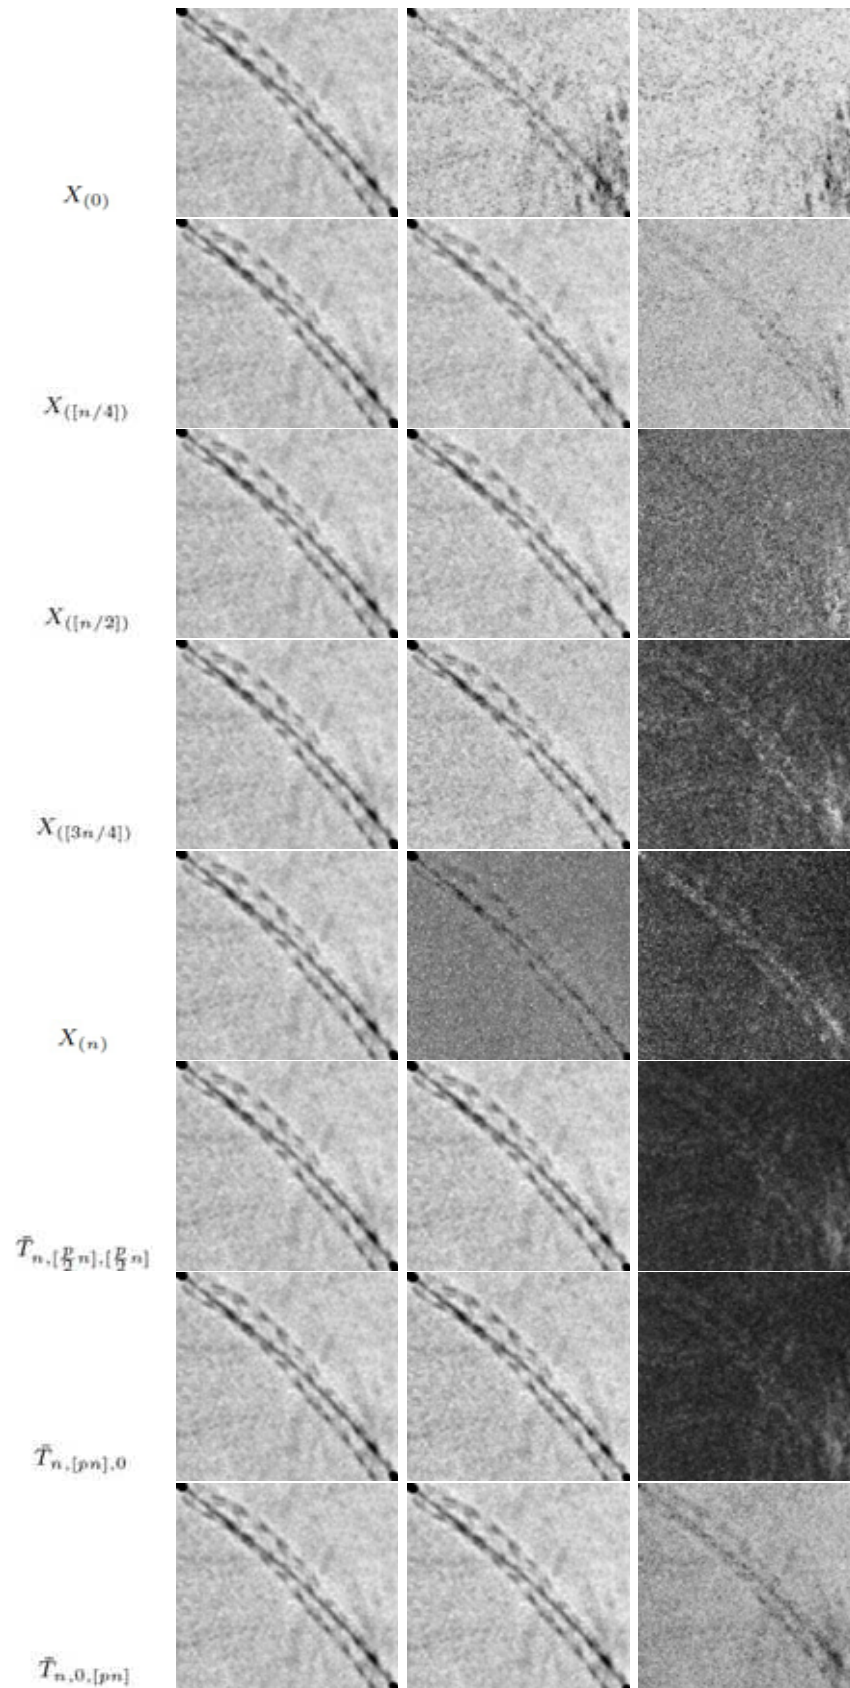 X_{(0)}
X_{([n/4])}
X_{([n/2])}
X_{([3n/4])}
X_{(n)}
\bar{T}_{n,[\frac{p}{2}n],[\frac{p}{2}n]}
\bar{T}_{n,[pn],0}
\bar{T}_{n,0,[pn]}